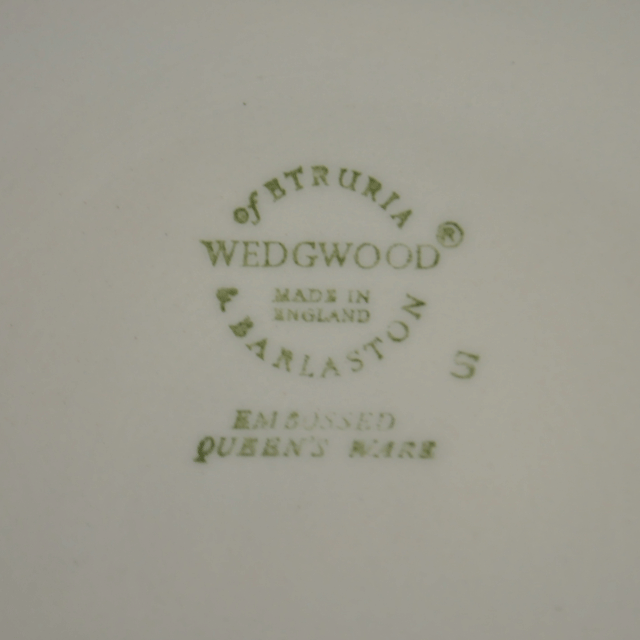 OF ETRURIA
WEDGWOOD ©
MADE IN
ENGLAND
& BARLASTON
5
EMBOSSED
QUEEN'S WARE